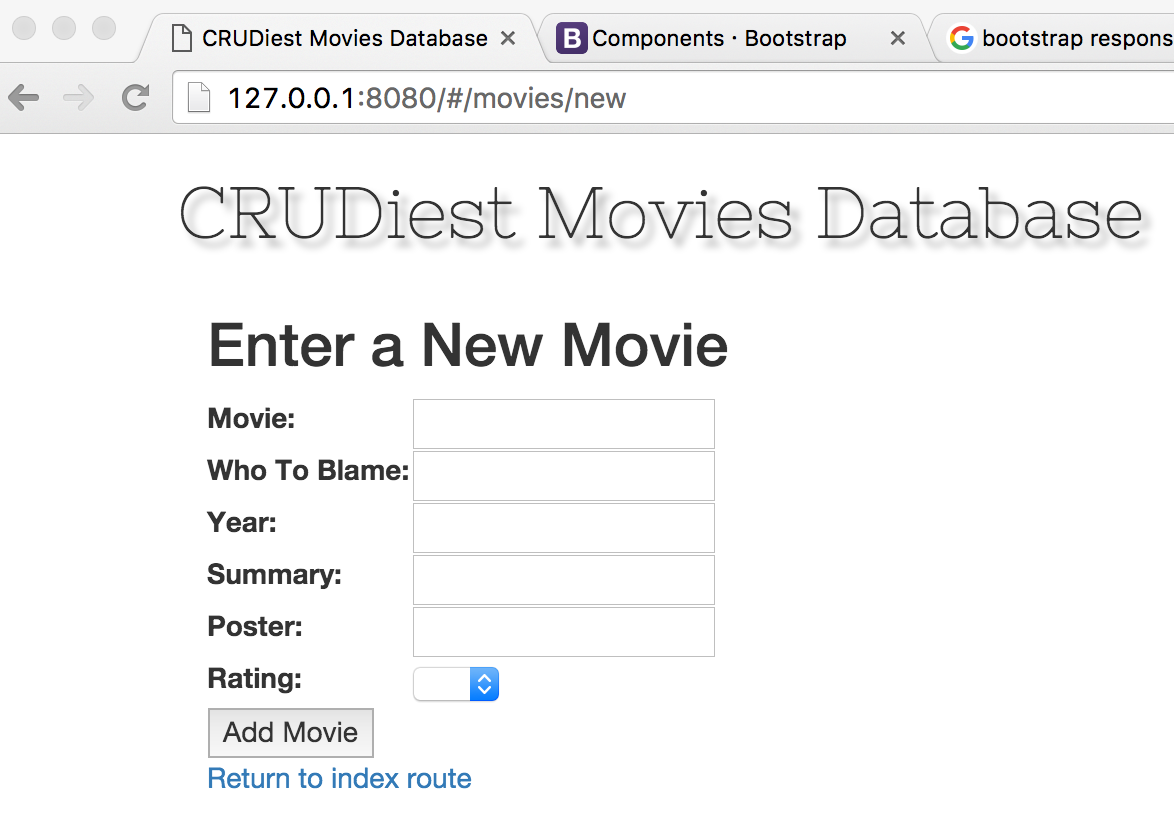 CRUDiest Movies Database
B Components · Bootstrap
G bootstrap respons
127.0.0.1:8080/#/movies/new
CRUDiest Movies Database
Enter a New Movie
Movie:
Who To Blame:
Year:
Summary:
Poster:
Rating:
Add Movie
Return to index route